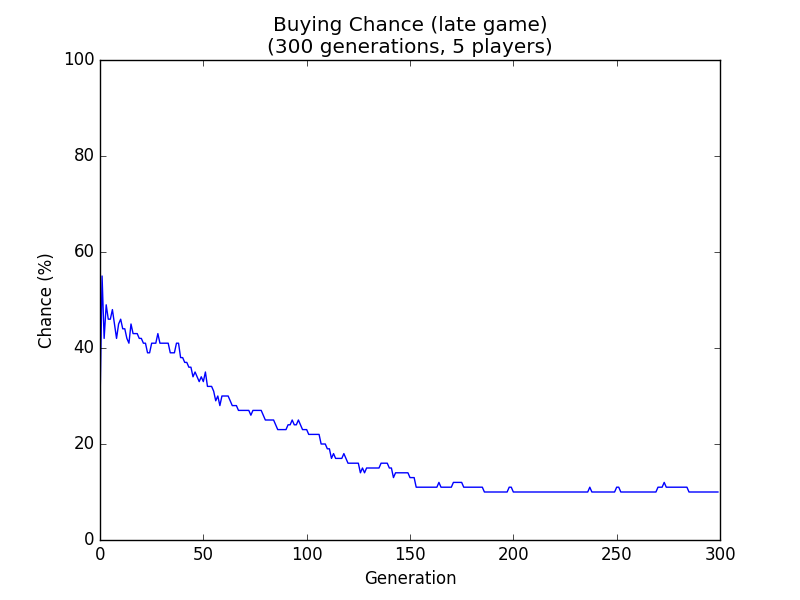 Buying Chance (late game)
(300 generations, 5 players)
100
80
60
40
20
0
Chance (%)
0 50 100 150 200 250 300
Generation